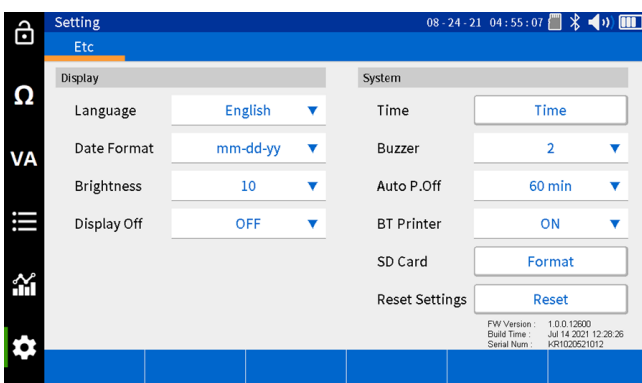 Setting 08-24-21 04:55:07
Etc
Ω
VA
Display
Language English
Date Format mm-dd-yy
Brightness 10
Display Off OFF
System
Time Time
Buzzer 2
Auto P.Off 60 min
BT Printer ON
SD Card Format
Reset Settings Reset
FW Version : 1.0.0.12600
Build Time : Jul 14 2021 12:28:26
Serial Num : KR1020521012